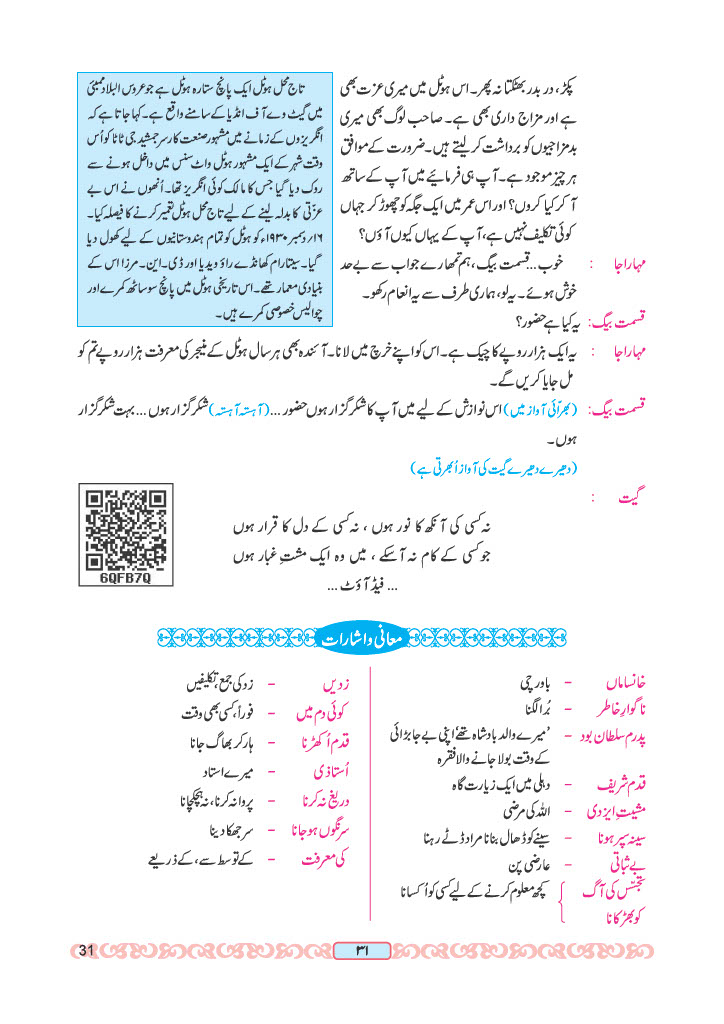 پکڑ، در بدر بھٹکتا نہ پھر۔ اس ہوٹل میں میری عزت بھی
ہے اور مزاج داری بھی ہے۔ صاحب لوگ بھی میری
بدمزاجیوں کو برداشت کرلیتے ہیں۔ ضرورت کے موافق
ہر چیز موجود ہے۔ آپ ہی فرمائیے میں آپ کے ساتھ
آکر کیا کروں؟ اور اس عمر میں ایک جگہ کو چھوڑ کر جہاں
کوئی تکلیف نہیں ہے، آپ کے یہاں کیوں آؤں؟
مہاراجا : خوب... قسمت بیگ، ہم تمھارے جواب سے بے حد
خوش ہوئے۔ یہ لو، ہماری طرف سے یہ انعام رکھو۔
قسمت بیگ: یہ کیا ہے حضور؟
تاج محل ہوٹل ایک پانچ ستارہ ہوٹل ہے جو عروس البلاد ممبئی
میں گیٹ وے آف انڈیا کے سامنے واقع ہے۔ کہا جاتا ہے کہ
انگریزوں کے زمانے میں مشہور صنعت کار سر جمشید جی ٹاٹا کو اُس
وقت شہر کے ایک مشہور ہوٹل واٹ سنس میں داخل ہونے سے
روک دیا گیا جس کا مالک کوئی انگریز تھا۔ اُنھوں نے اس بے
عزتی کا بدلہ لینے کے لیے تاج محل ہوٹل تعمیر کرنے کا فیصلہ کیا۔
۱۶؍دسمبر ۱۹۳۰ء کو ہوٹل کو تمام ہندوستانیوں کے لیے کھول دیا
گیا۔ سیتا رام کھانڈے راؤ ویدیا اور ڈی۔ این۔ مرزا اس کے
بنیادی معمار تھے۔ اس تاریخی ہوٹل میں پانچ سو ساٹھ کمرے اور
چوالیس خصوصی کمرے ہیں۔
مہاراجا : یہ ایک ہزار روپے کا چیک ہے۔ اس کو اپنے خرچ میں لانا۔ آئندہ بھی ہر سال ہوٹل کے منیجر کی معرفت ہزار روپے تم کو
مل جایا کریں گے۔
قسمت بیگ: (بھرّائی آواز میں) اس نوازش کے لیے میں آپ کا شکر گزار ہوں حضور... (آہستہ آہستہ) شکر گزار ہوں... بہت شکر گزار
ہوں۔
(دھیرے دھیرے گیت کی آواز اُبھرتی ہے)
گیت :
نہ کسی کی آنکھ کا نور ہوں ، نہ کسی کے دل کا قرار ہوں
جو کسی کے کام نہ آسکے ، میں وہ ایک مشتِ غبار ہوں
... فیڈ آؤٹ ...
6QFB7Q
معانی و اشارات
خانساماں – باورچی
ناگوارِ خاطر – بُرا لگنا
پدرم سلطان بود – 'میرے والد بادشاہ تھے' اپنی بے جا بڑائی
کے وقت بولا جانے والا فقرہ
قدم شریف – دہلی میں ایک زیارت گاہ
مشیتِ ایزدی – اللہ کی مرضی
سینہ سپر ہونا – سینے کو ڈھال بنانا مراد ڈٹے رہنا
بے ثباتی – عارضی پن
تجسّس کی آگ – کچھ معلوم کرنے کے لیے کسی کو اُکسانا
کو بھڑکانا
زدیں – زد کی جمع، تکلیفیں
کوئی دم میں – فوراً، کسی بھی وقت
قدم اُکھڑنا – ہار کر بھاگ جانا
اُستاذی – میرے استاد
دریغ نہ کرنا – پروا نہ کرنا، نہ ہچکچانا
سرنگوں ہو جانا – سر جھکا دینا
کی معرفت – کے توسط سے، کے ذریعے
31
۳۱